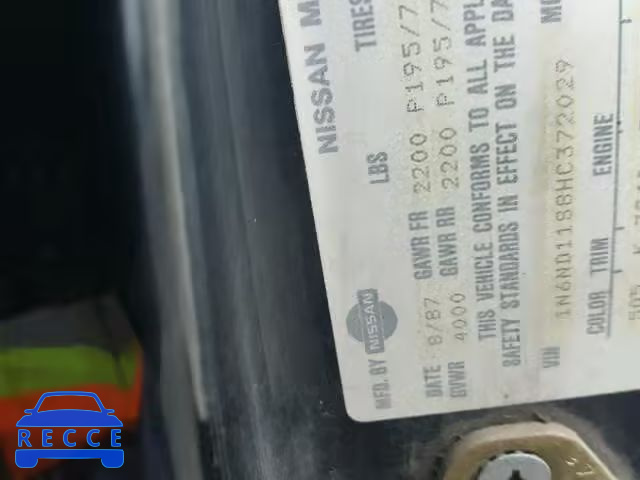 MFD. BY NISSAN NISSAN M
DATE 8/87 LBS TIRES
GAWR FR 2200 P195/7
GVWR 4000 GAWR RR 2200 P195/7
THIS VEHICLE CONFORMS TO ALL APPL
SAFETY STANDARDS IN EFFECT ON THE DA
VIN 1N6ND11S8HC372029 MO
COLOR TRIM ENGINE
RECCE